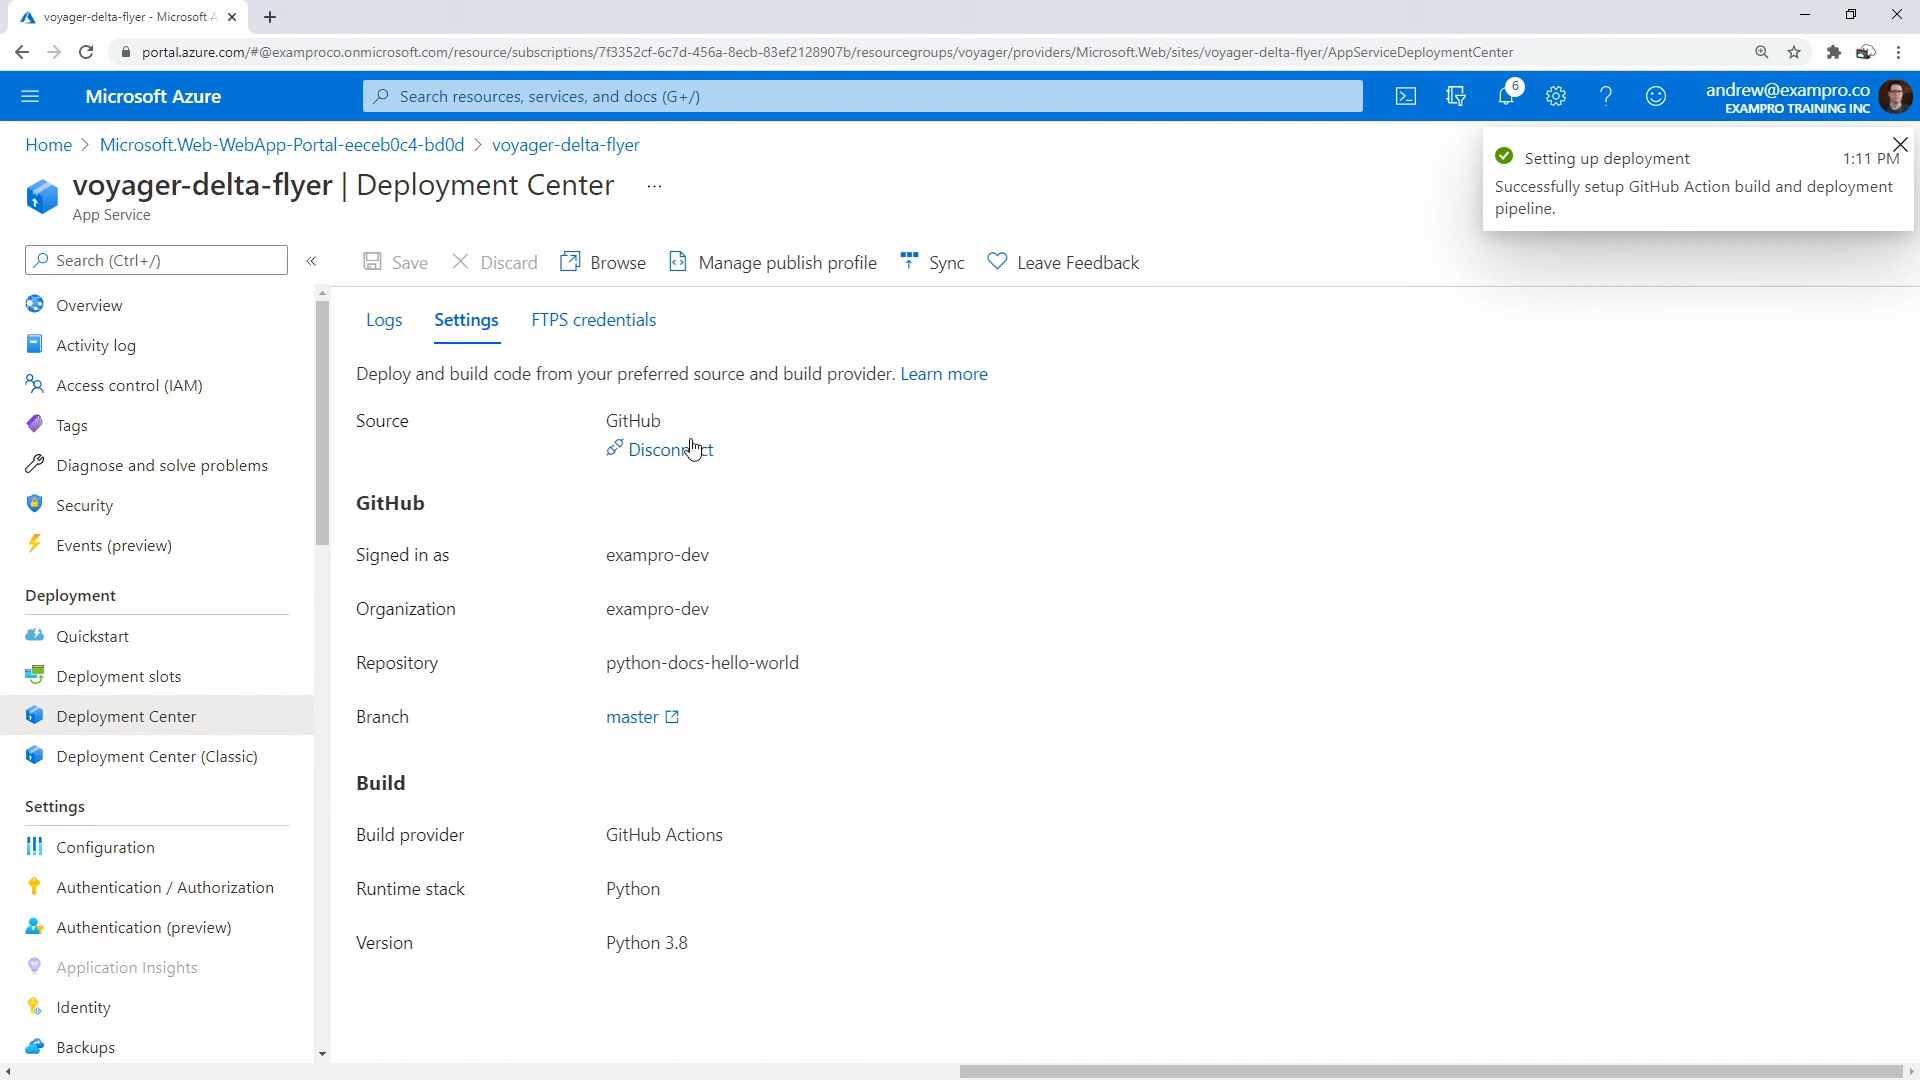 voyager-delta-flyer - Microsoft A
portal.azure.com/#@examproco.onmicrosoft.com/resource/subscriptions/7f3352cf-6c7d-456a-8ecb-83ef2128907b/resourcegroups/voyager/providers/Microsoft.Web/sites/voyager-delta-flyer/AppServiceDeploymentCenter
Microsoft Azure
Search resources, services, and docs (G+/)
6
andrew@exampro.co
EXAMPRO TRAINING INC
Home > Microsoft.Web-WebApp-Portal-eeceb0c4-bd0d > voyager-delta-flyer
voyager-delta-flyer | Deployment Center ...
App Service
Setting up deployment 1:11 PM
Successfully setup GitHub Action build and deployment
pipeline.
Search (Ctrl+/)
«
Save Discard Browse Manage publish profile Sync Leave Feedback
Overview
Activity log
Access control (IAM)
Tags
Diagnose and solve problems
Security
Events (preview)
Deployment
Quickstart
Deployment slots
Deployment Center
Deployment Center (Classic)
Settings
Configuration
Authentication / Authorization
Authentication (preview)
Application Insights
Identity
Backups
Logs Settings FTPS credentials
Deploy and build code from your preferred source and build provider. Learn more
Source GitHub
Disconnect
GitHub
Signed in as exampro-dev
Organization exampro-dev
Repository python-docs-hello-world
Branch master
Build
Build provider GitHub Actions
Runtime stack Python
Version Python 3.8